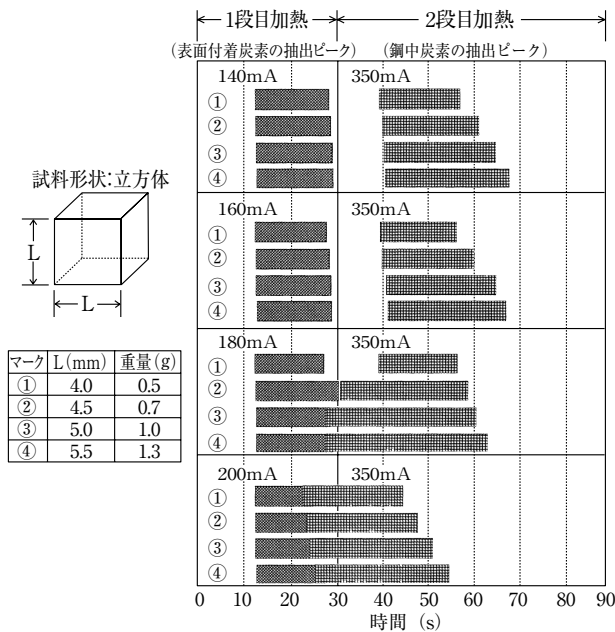 1段目加熱 2段目加熱
(表面付着炭素の抽出ピーク) (鋼中炭素の抽出ピーク)
140mA 350mA
①
②
③
④
160mA 350mA
①
②
③
④
180mA 350mA
①
②
③
④
200mA 350mA
①
②
③
④
0 10 20 30 40 50 60 70 80 90
時間 (s)
試料形状:立方体
L
L
マーク L(mm) 重量(g)
① 4.0 0.5
② 4.5 0.7
③ 5.0 1.0
④ 5.5 1.3